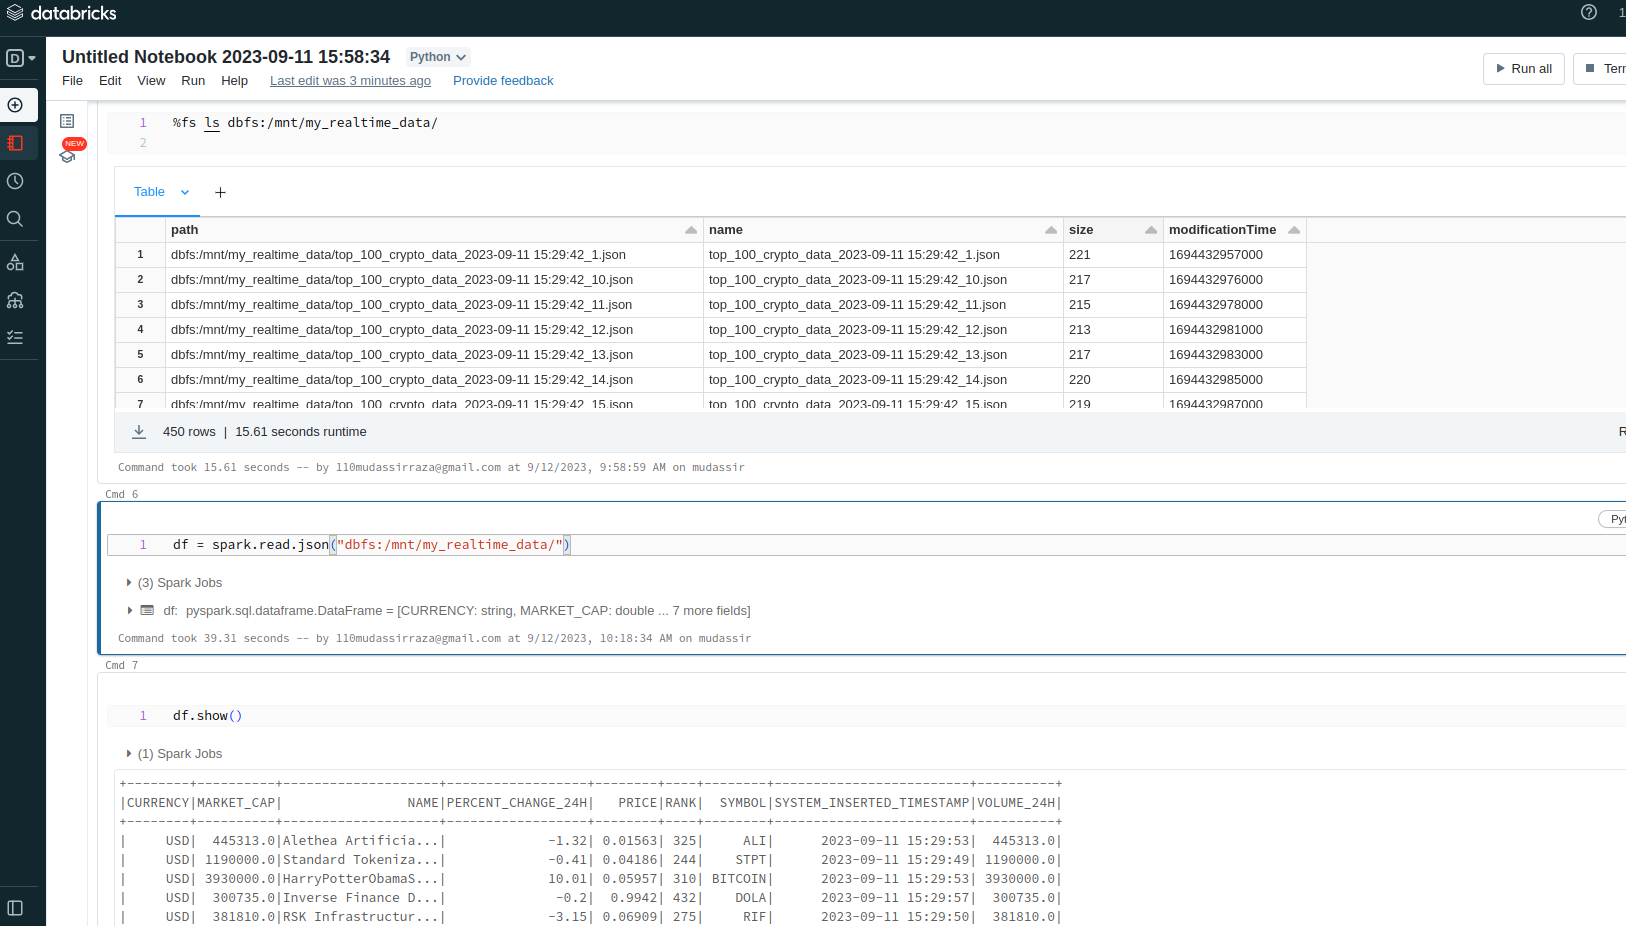 databricks
1
D
Untitled Notebook 2023-09-11 15:58:34 Python
File Edit View Run Help Last edit was 3 minutes ago Provide feedback
Run all
Terr
NEW
1 %fs ls dbfs:/mnt/my_realtime_data/
2
Table +
path name size modificationTime
1 dbfs:/mnt/my_realtime_data/top_100_crypto_data_2023-09-11 15:29:42_1.json top_100_crypto_data_2023-09-11 15:29:42_1.json 221 1694432957000
2 dbfs:/mnt/my_realtime_data/top_100_crypto_data_2023-09-11 15:29:42_10.json top_100_crypto_data_2023-09-11 15:29:42_10.json 217 1694432976000
3 dbfs:/mnt/my_realtime_data/top_100_crypto_data_2023-09-11 15:29:42_11.json top_100_crypto_data_2023-09-11 15:29:42_11.json 215 1694432978000
4 dbfs:/mnt/my_realtime_data/top_100_crypto_data_2023-09-11 15:29:42_12.json top_100_crypto_data_2023-09-11 15:29:42_12.json 213 1694432981000
5 dbfs:/mnt/my_realtime_data/top_100_crypto_data_2023-09-11 15:29:42_13.json top_100_crypto_data_2023-09-11 15:29:42_13.json 217 1694432983000
6 dbfs:/mnt/my_realtime_data/top_100_crypto_data_2023-09-11 15:29:42_14.json top_100_crypto_data_2023-09-11 15:29:42_14.json 220 1694432985000
7 dbfs:/mnt/my_realtime_data/top_100_crypto_data_2023-09-11 15:29:42_15.json top_100_crypto_data_2023-09-11 15:29:42_15.json 219 1694432987000
450 rows | 15.61 seconds runtime R
Command took 15.61 seconds -- by 110mudassirraza@gmail.com at 9/12/2023, 9:58:59 AM on mudassir
Cmd 6
Pyt
1 df = spark.read.json("dbfs:/mnt/my_realtime_data/")
(3) Spark Jobs
df: pyspark.sql.dataframe.DataFrame = [CURRENCY: string, MARKET_CAP: double ... 7 more fields]
Command took 39.31 seconds -- by 110mudassirraza@gmail.com at 9/12/2023, 10:18:34 AM on mudassir
Cmd 7
1 df.show()
(1) Spark Jobs
+--------+----------+--------------------+------------------+--------+----+--------+-------------------------+----------+
|CURRENCY|MARKET_CAP|                NAME|PERCENT_CHANGE_24H|   PRICE|RANK|  SYMBOL|SYSTEM_INSERTED_TIMESTAMP|VOLUME_24H|
+--------+----------+--------------------+------------------+--------+----+--------+-------------------------+----------+
|     USD|  445313.0|Alethea Artificia...|             -1.32| 0.01563| 325|     ALI|      2023-09-11 15:29:53|  445313.0|
|     USD| 1190000.0|Standard Tokeniza...|             -0.41| 0.04186| 244|    STPT|      2023-09-11 15:29:49| 1190000.0|
|     USD| 3930000.0|HarryPotterObamaS...|             10.01| 0.05957| 310| BITCOIN|      2023-09-11 15:29:53| 3930000.0|
|     USD|  300735.0|Inverse Finance D...|              -0.2|  0.9942| 432|    DOLA|      2023-09-11 15:29:57|  300735.0|
|     USD|  381810.0|RSK Infrastructur...|             -3.15| 0.06909| 275|     RIF|      2023-09-11 15:29:50|  381810.0|